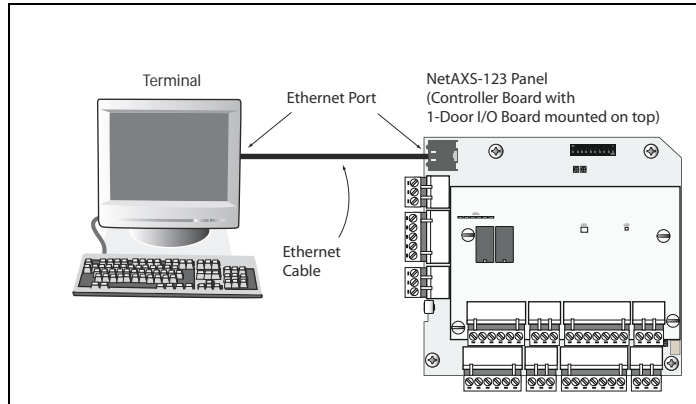 Terminal
Ethernet Port
NetAXS-123 Panel
(Controller Board with
1-Door I/O Board mounted on top)
Ethernet
Cable